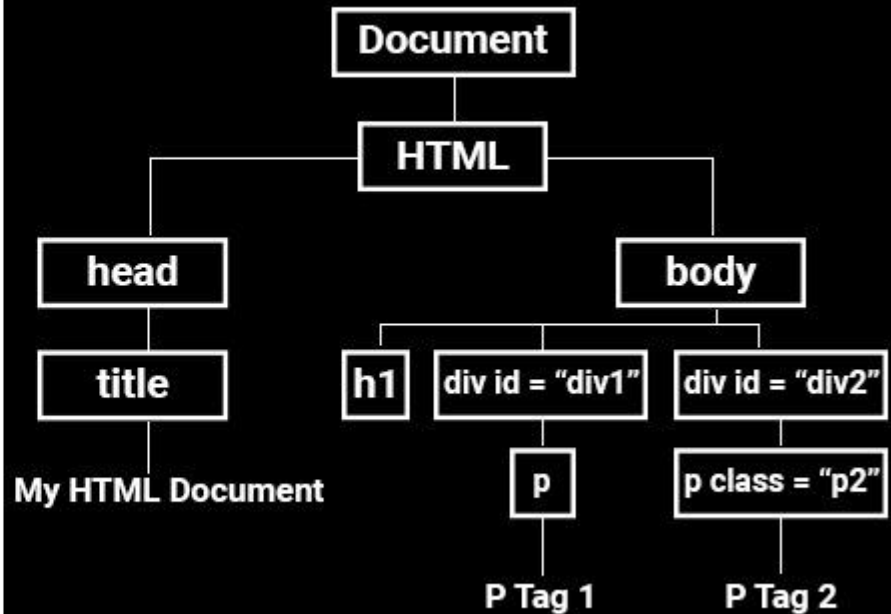 Document
HTML
head
body
title
h1
div id = “div1”
div id = “div2”
p
p class = “p2”
My HTML Document
P Tag 1
P Tag 2